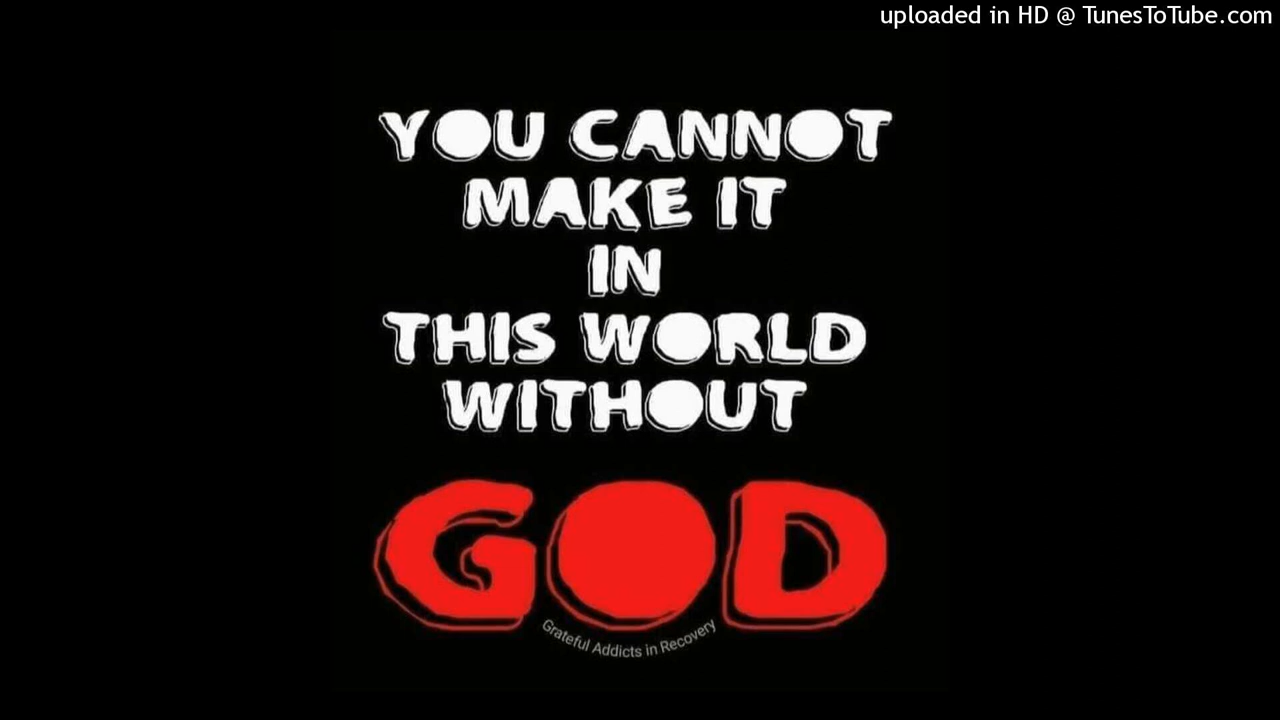 uploaded in HD @ TunesToTube.com
YOU CANNOT
MAKE IT
IN
THIS WORLD
WITHOUT
GOD
Grateful Addicts in Recovery